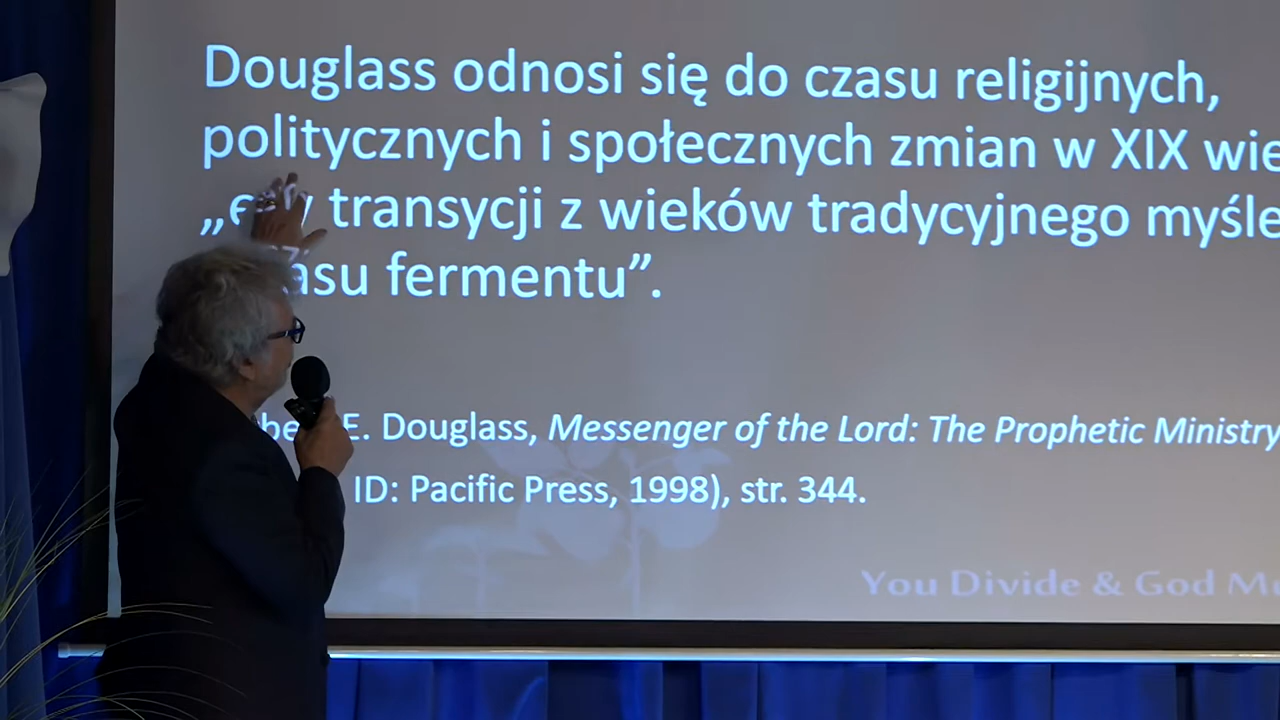 Douglass odnosi się do czasu religijnych,
politycznych i społecznych zmian w XIX
transycji z wieków tradycyjnego
fermentu”.
E. Douglass, Messenger of the Lord: The Prophetic Ministry
ID: Pacific Press, 1998), str. 344.
You Divide & God